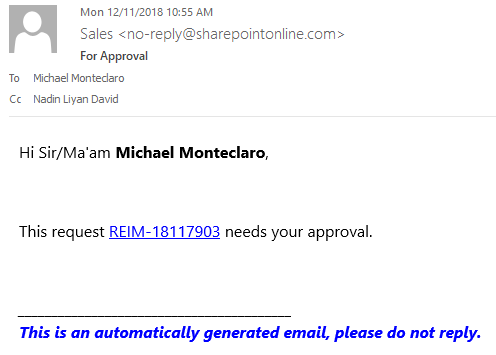 Mon 12/11/2018 10:55 AM
Sales <no-reply@sharepointonline.com>
For Approval
To Michael Monteclaro
Cc Nadin Liyan David
Hi Sir/Ma'am Michael Monteclaro,
This request REIM-18117903 needs your approval.
This is an automatically generated email, please do not reply.